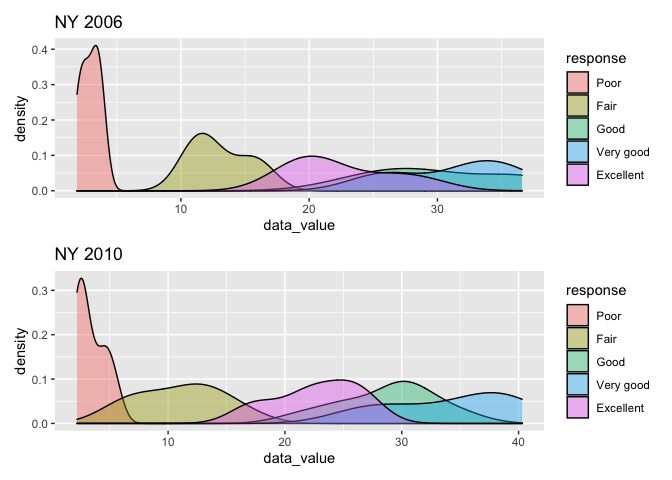 NY 2006
density
0.4
0.3
0.2
0.1
0.0
10 20 30
data_value
response
Poor
Fair
Good
Very good
Excellent
NY 2010
density
0.3
0.2
0.1
0.0
10 20 30 40
data_value
response
Poor
Fair
Good
Very good
Excellent